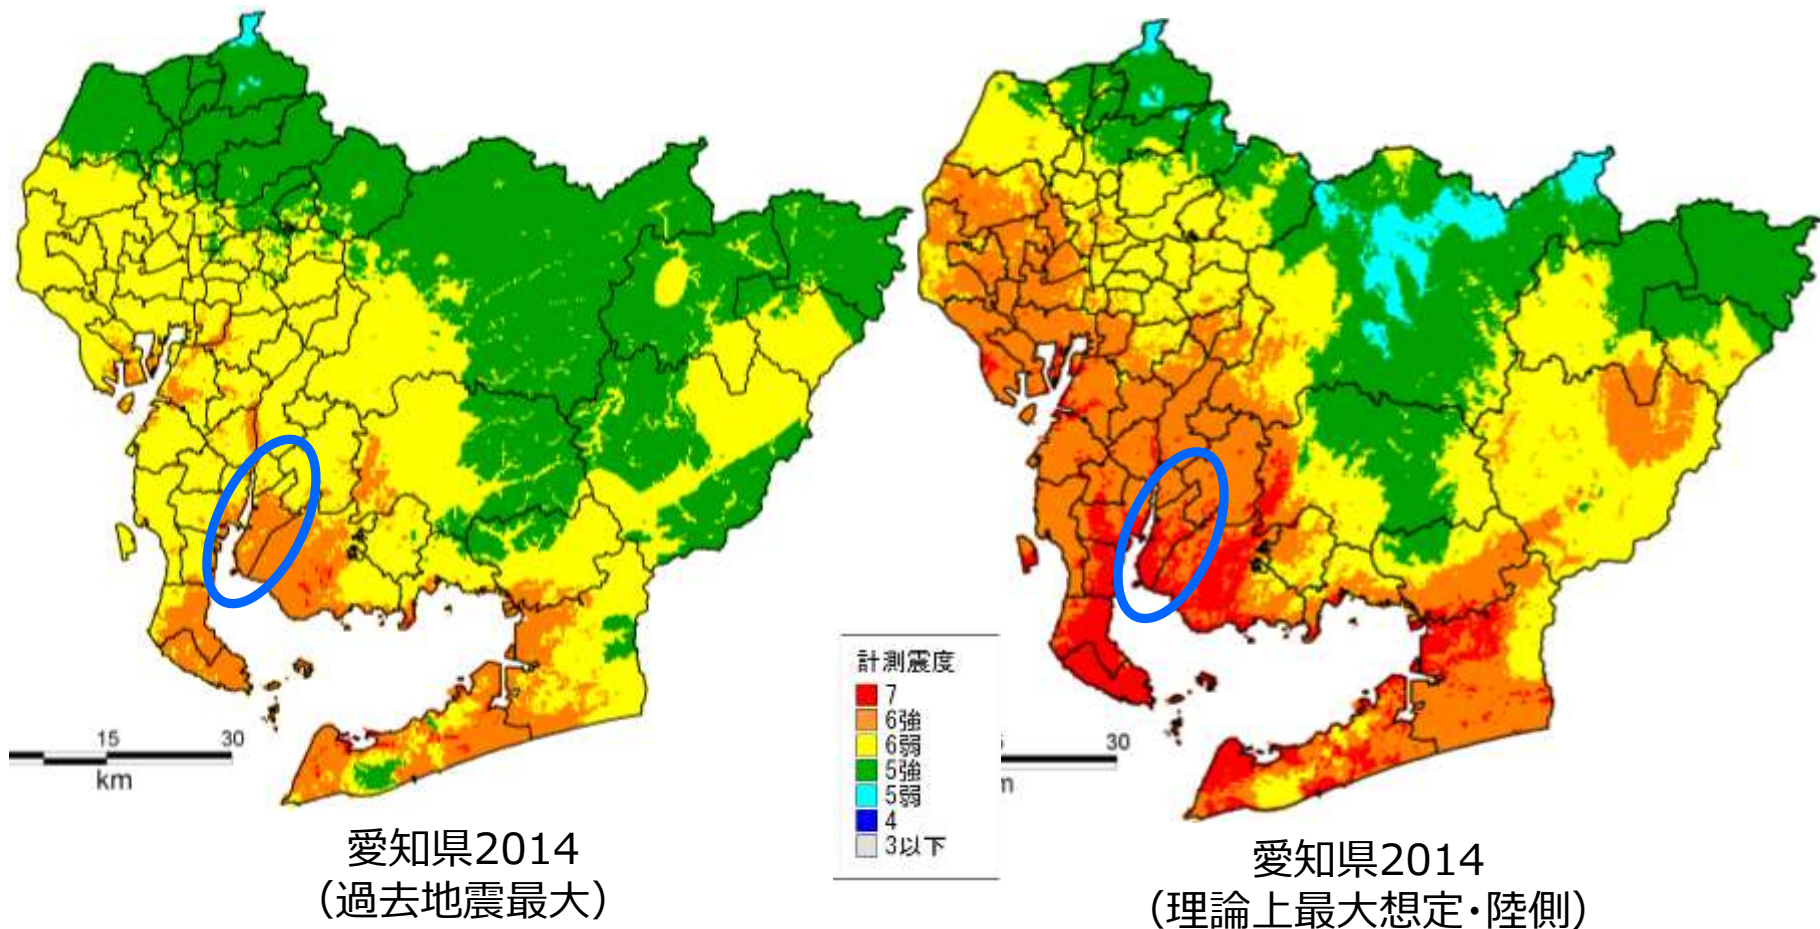 計測震度
7
6強
6弱
5強
5弱
4
3以下
15 30
km
30
愛知県2014
（過去地震最大）
愛知県2014
（理論上最大想定・陸側）